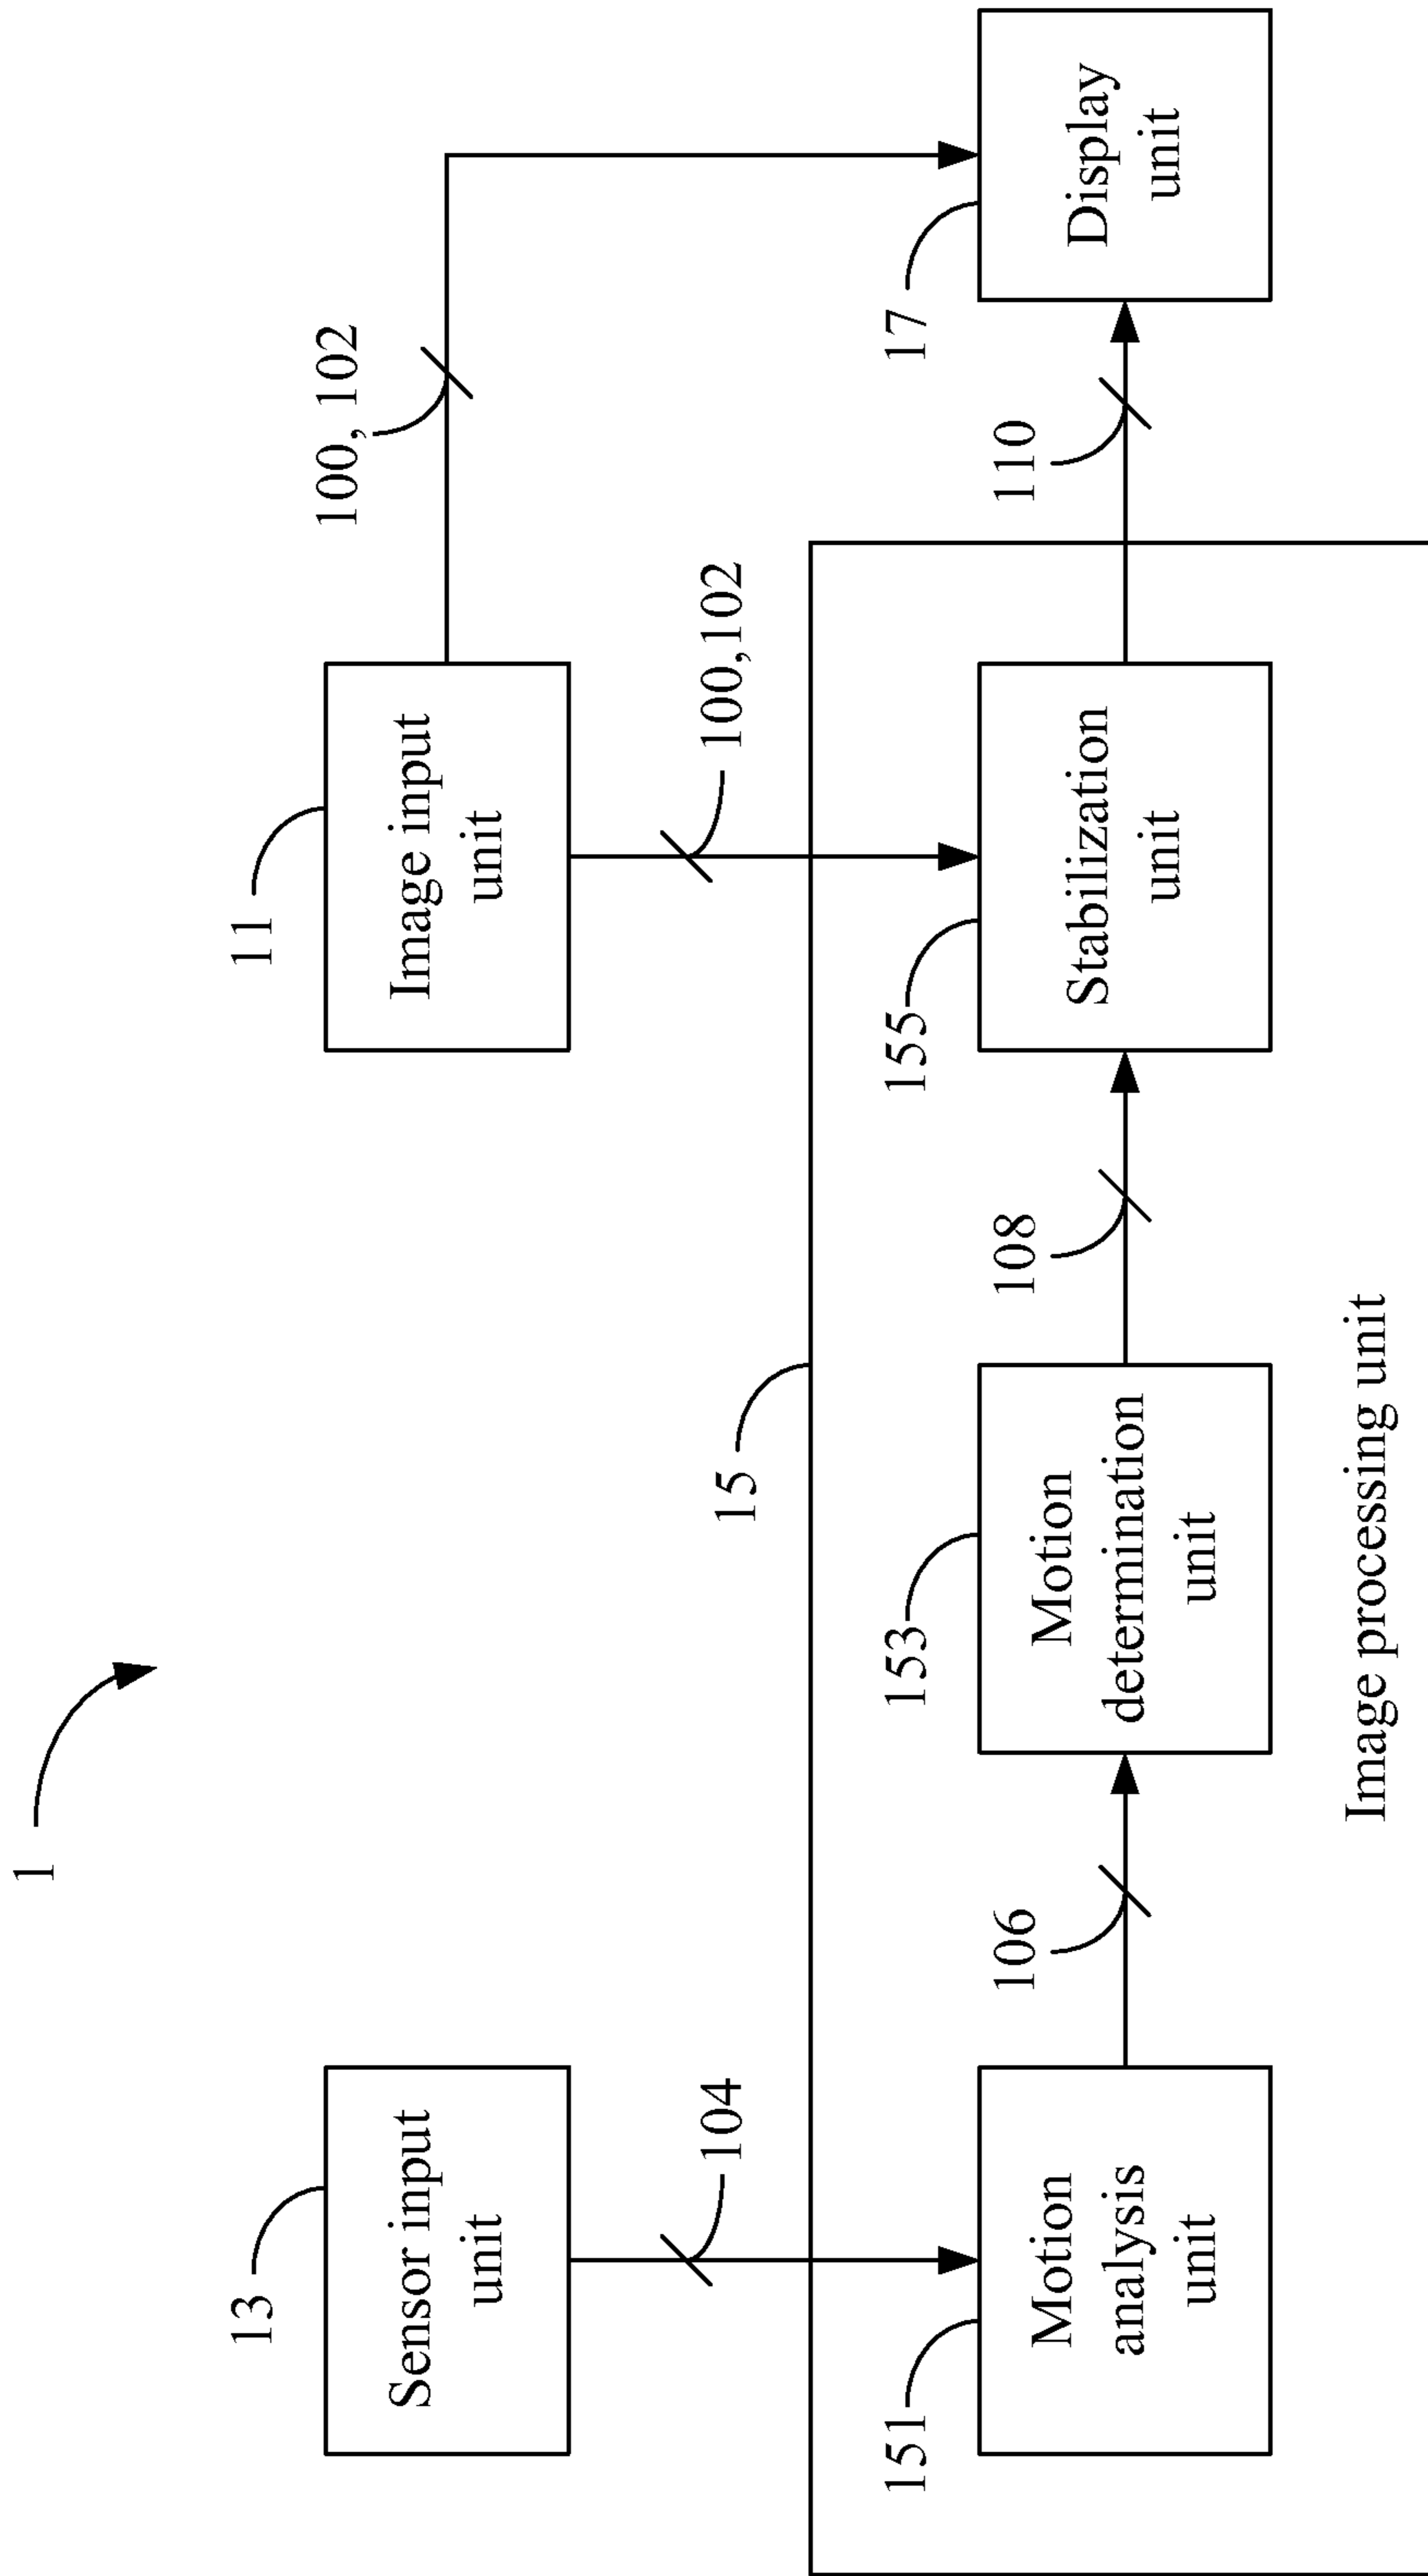 1
13
Sensor input
unit
11
Image input
unit
100, 102
104
100,102
15
151
Motion
analysis
unit
106
153
Motion
determination
unit
108
155
Stabilization
unit
110
17
Display
unit
Image processing unit